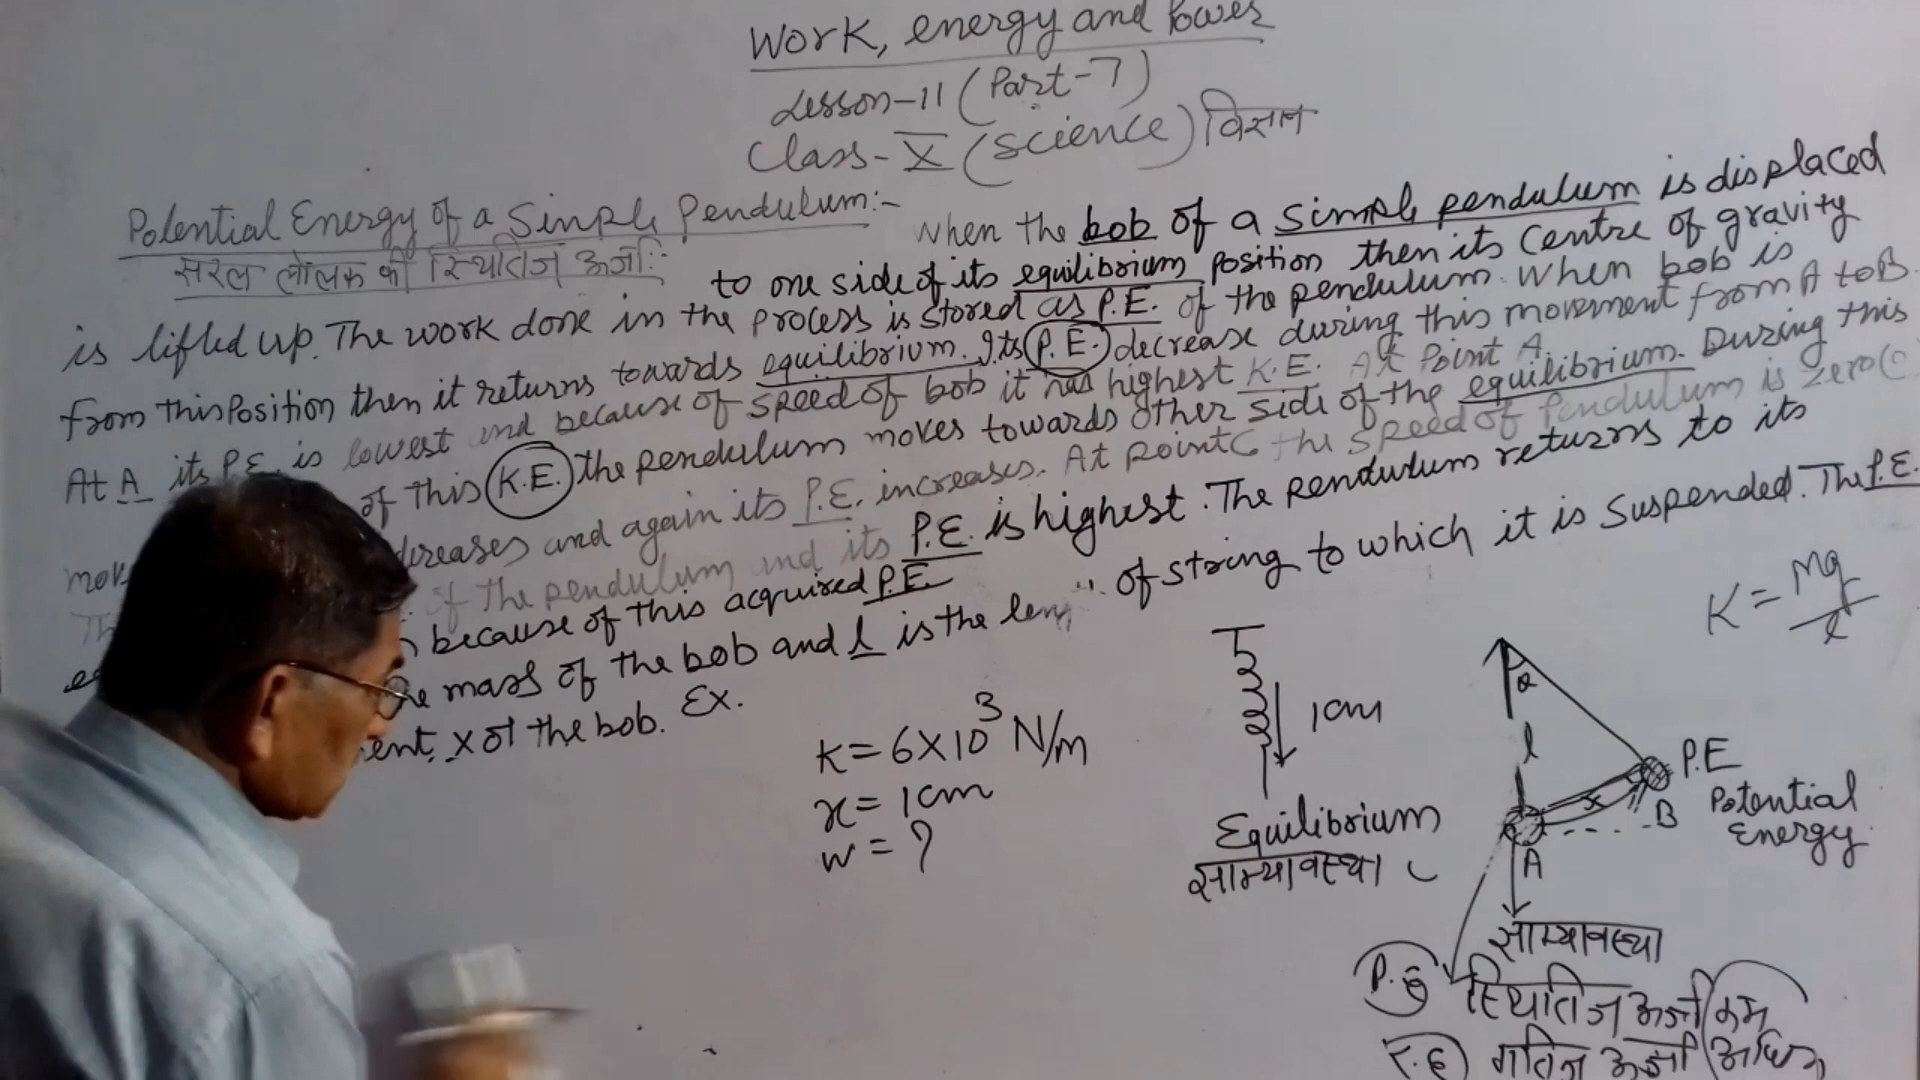 Work, energy and Power
Lesson-11 (Part-7)
Class-X (Science) विज्ञान
Potential Energy of a Simple Pendulum:-
सरल लोलक की स्थितिज ऊर्जा:-
When the bob of a simple pendulum is displaced
to one side of its equilibrium position then its Centre of gravity
is lifted up. The work done in the process is stored as P.E. of the pendulum. When bob is
from this Position then it returns towards equilibrium. Its P.E. decrease during this movement from A to B
At A its P.E. is lowest and because of speed of bob it has highest K.E. At Point A
of this K.E. the pendulum moves towards other side of the equilibrium. During this
decreases and again its P.E. increases. At point C the speed of Pendulum is zero
of the pendulum and its P.E. is highest. The Pendulum returns to its
because of this acquired P.E.
mass of the bob and l is the len of string to which it is suspended. The P.E.
x of the bob. Ex.
K = 6X10³ N/m
x = 1cm
w = ?
1cm
Equilibrium
साम्यावस्था
K = Mg/l
l
x
A
B
P.E
Potential
Energy
साम्यावस्था
स्थितिज ऊर्जा कम
गतिज ऊर्जा